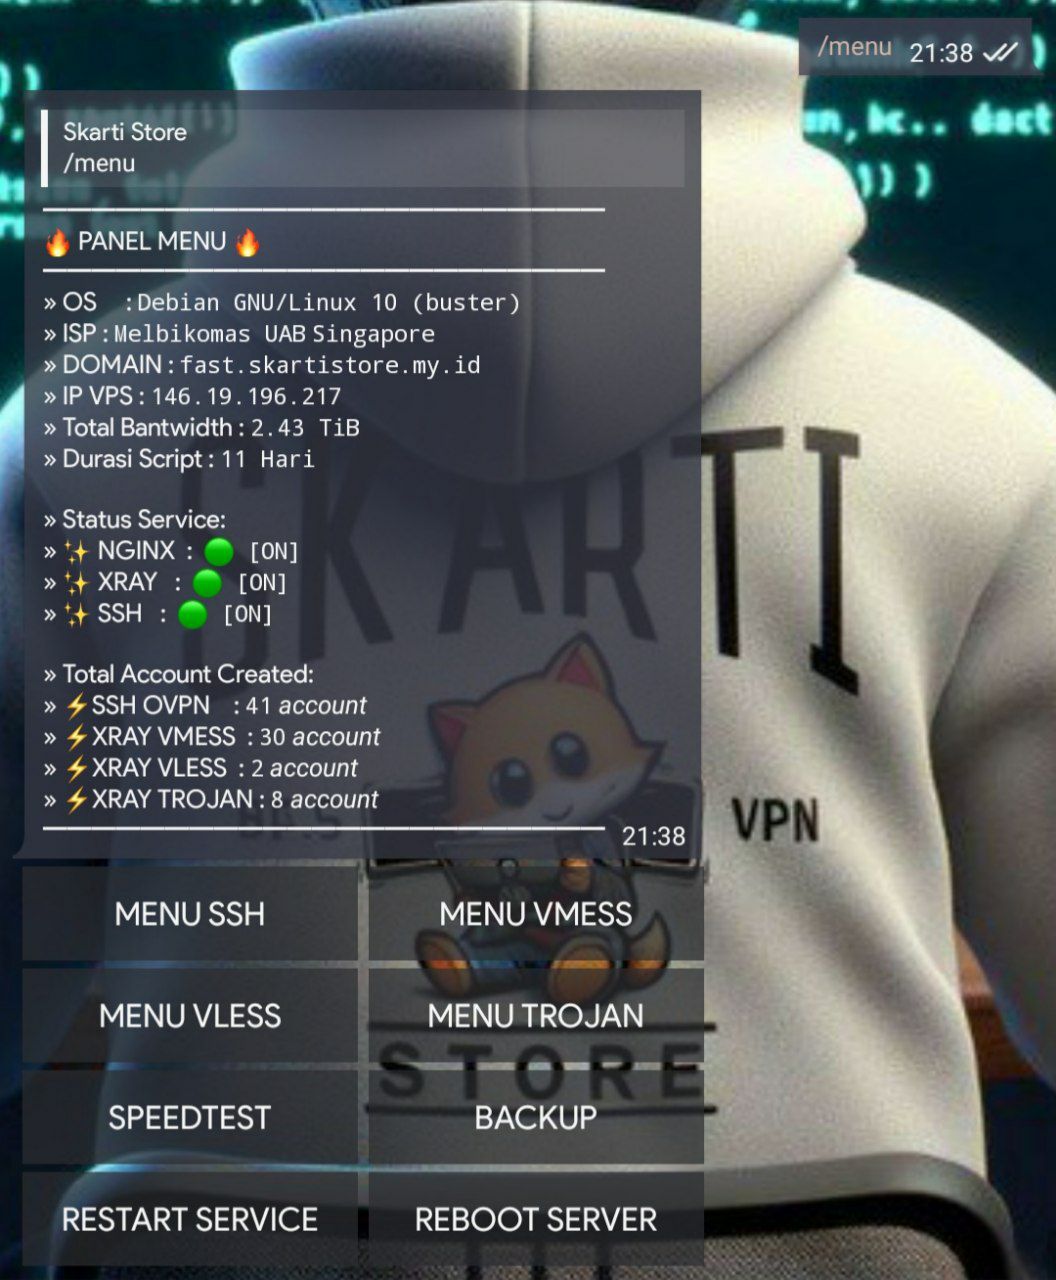 /menu 21:38
Skarti Store
/menu
🔥 PANEL MENU 🔥
» OS :Debian GNU/Linux 10 (buster)
» ISP : Melbikomas UAB Singapore
» DOMAIN : fast.skartistore.my.id
» IP VPS : 146.19.196.217
» Total Bantwidth : 2.43 TiB
» Durasi Script : 11 Hari
» Status Service:
» ✨ NGINX : 🟢 [ON]
» ✨ XRAY : 🟢 [ON]
» ✨ SSH : 🟢 [ON]
» Total Account Created:
» ⚡SSH OVPN : 41 account
» ⚡XRAY VMESS : 30 account
» ⚡XRAY VLESS : 2 account
» ⚡XRAY TROJAN : 8 account
21:38
MENU SSH
MENU VMESS
MENU VLESS
MENU TROJAN
SPEEDTEST
BACKUP
RESTART SERVICE
REBOOT SERVER
SKARTI
VPN
STORE